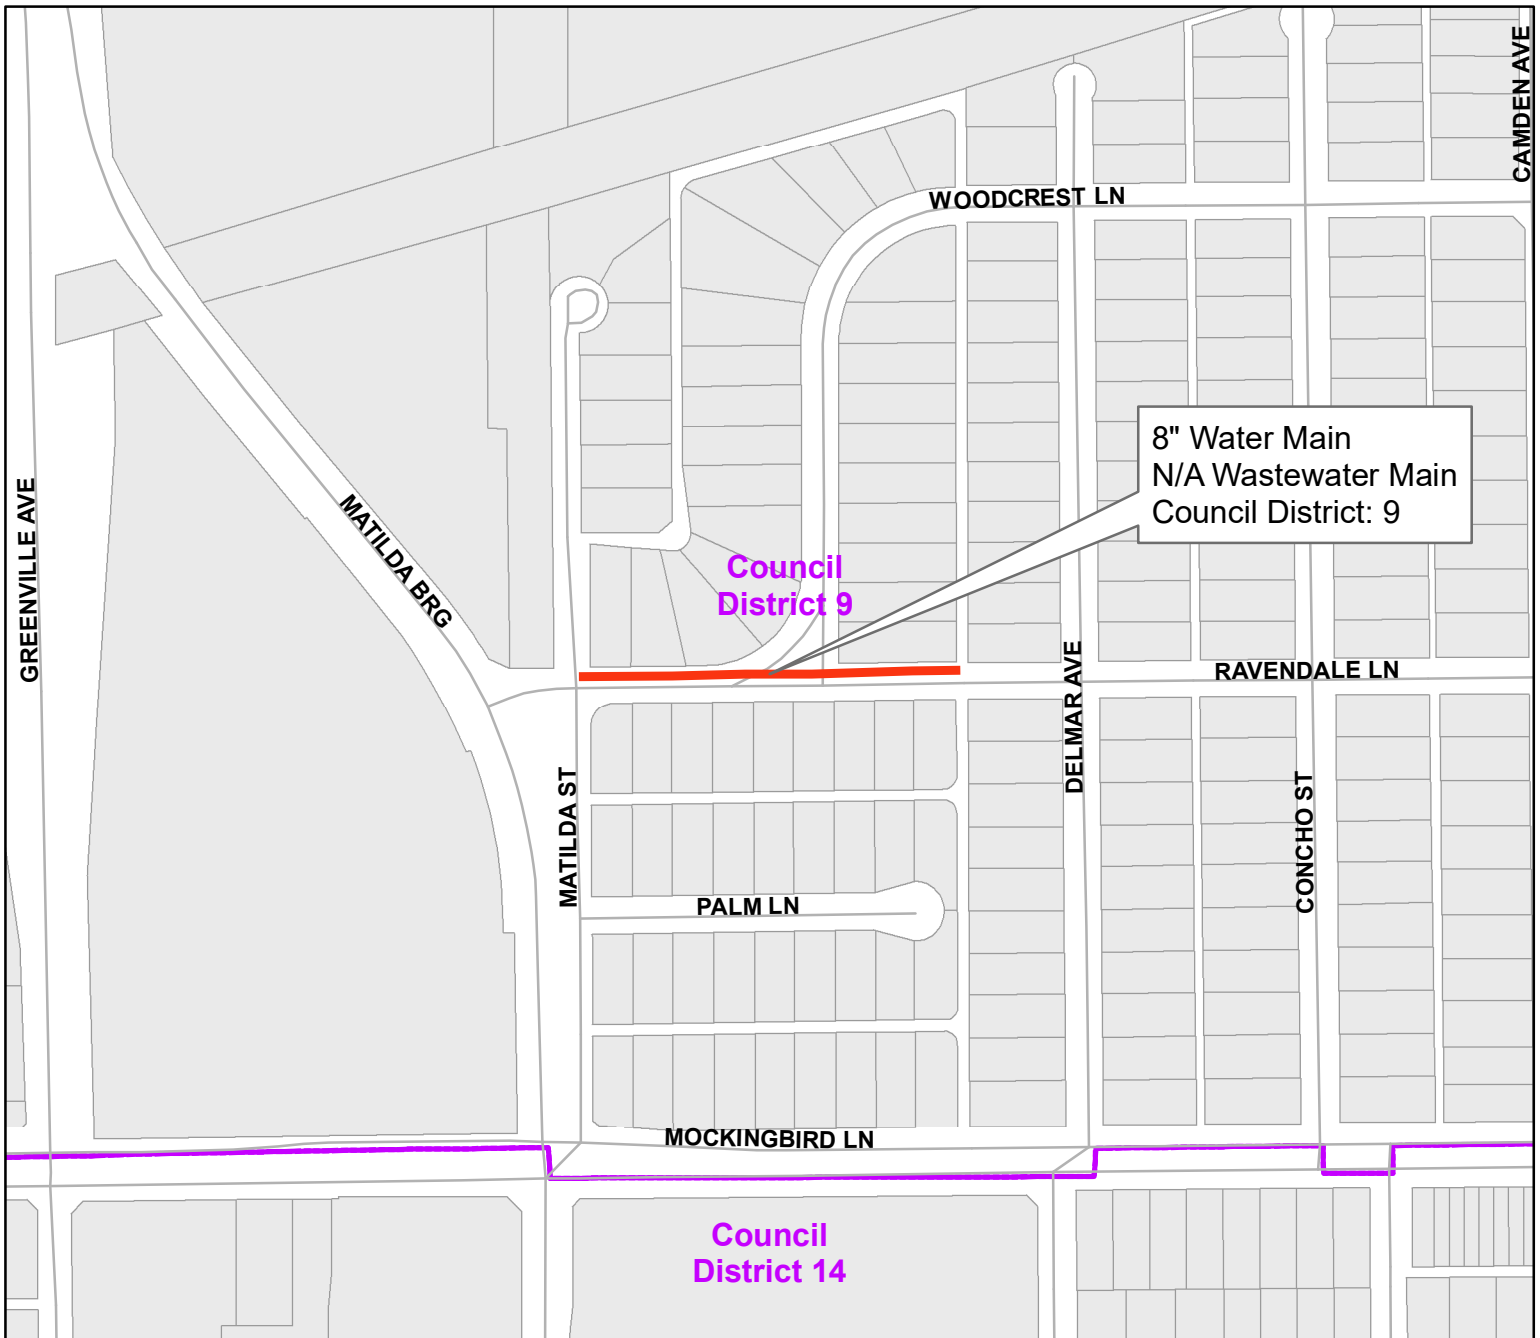 CAMDEN AVE
WOODCREST LN
8" Water Main
N/A Wastewater Main
Council District: 9
GREENVILLE AVE
MATILDA BRG
Council
District 9
DELMAR AVE
RAVENDALE LN
MATILDA ST
CONCHO ST
PALM LN
MOCKINGBIRD LN
Council
District 14